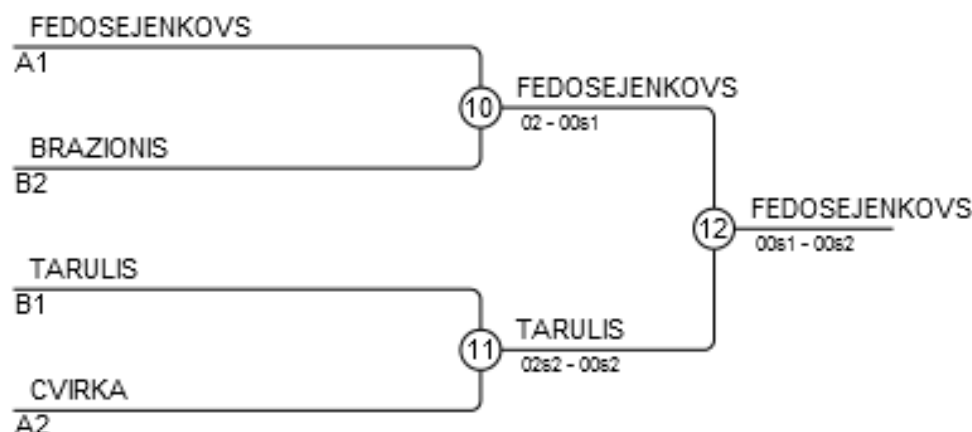 FEDOSEJENKOVS
A1
10
FEDOSEJENKOVS
02 - 00s1
BRAZIONIS
B2
12
FEDOSEJENKOVS
00s1 - 00s2
TARULIS
B1
11
TARULIS
02s2 - 00s2
CVIRKA
A2